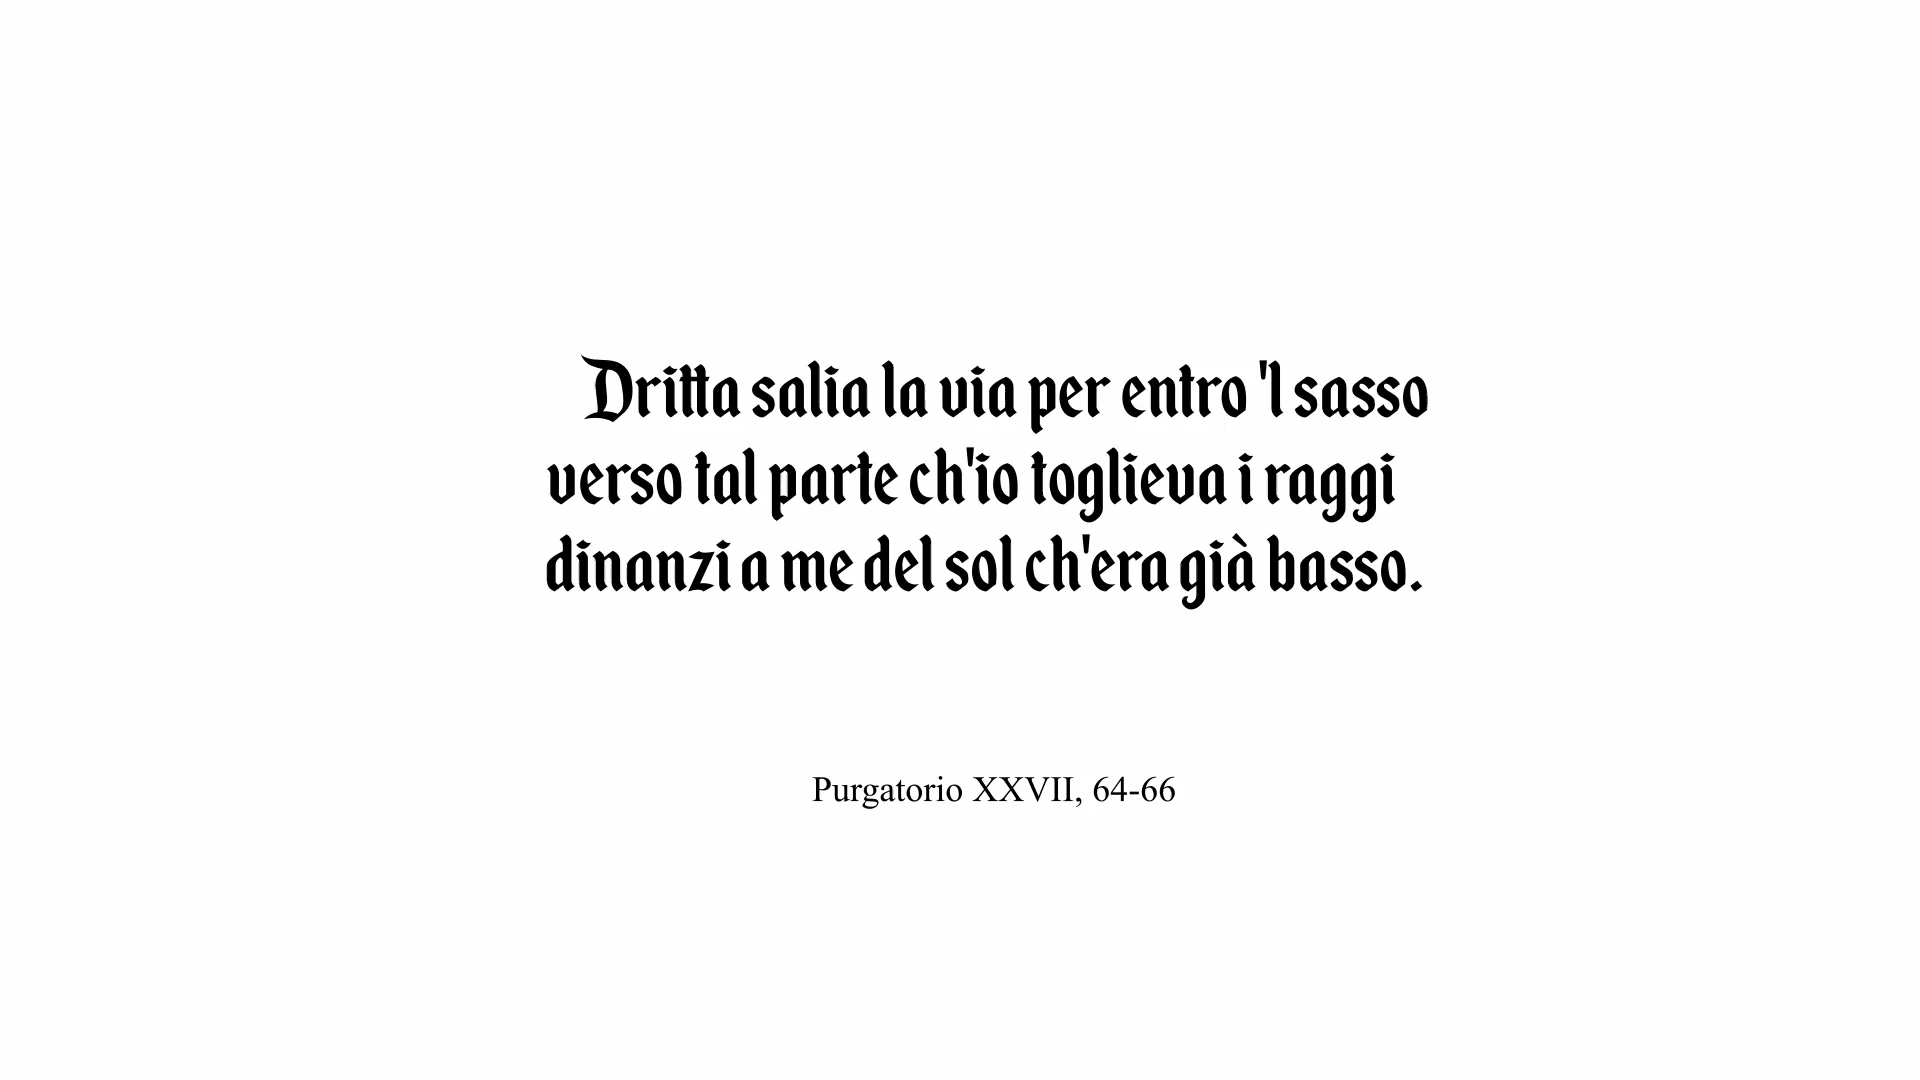 Dritta salia la via per entro 'l sasso
verso tal parte ch'io toglieva i raggi
dinanzi a me del sol ch'era già basso.
Purgatorio XXVII, 64-66